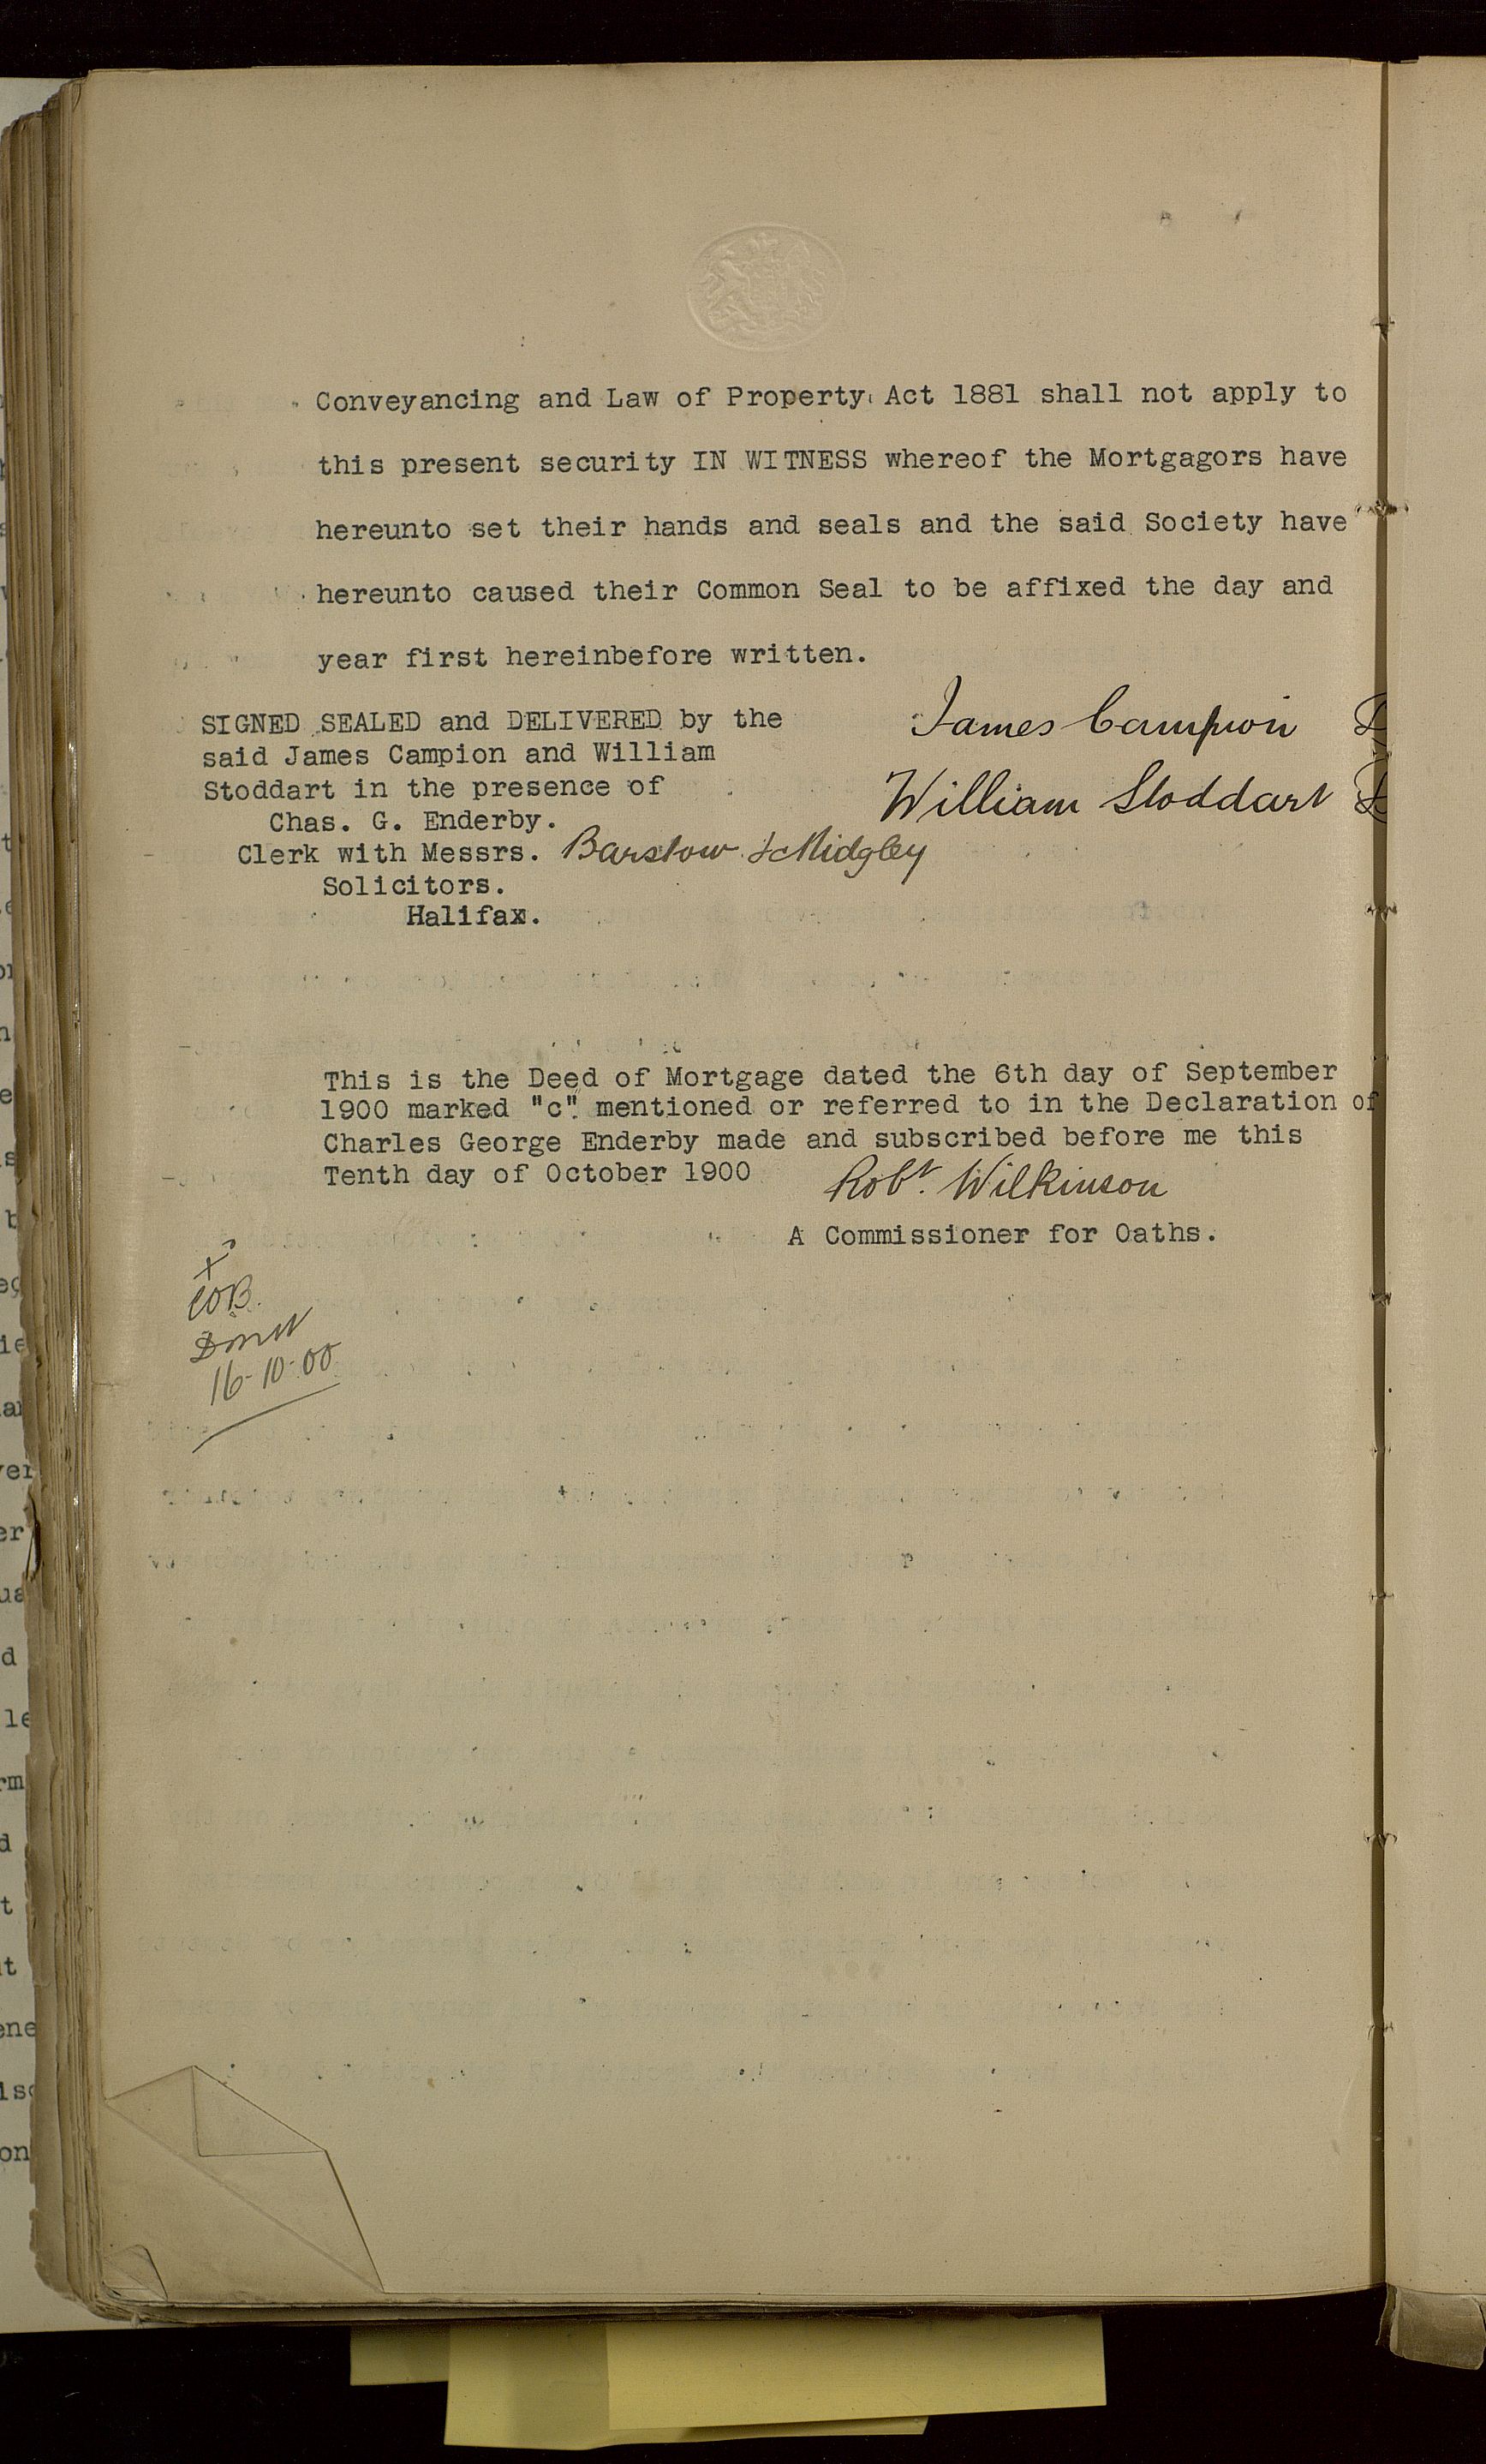 Conveyancing and Law of Property Act 1881 shall not apply to
this present security IN WITNESS whereof the Mortgagors have
hereunto set their hands and seals and the said Society have
hereunto caused their Common Seal to be affixed the day and
year first hereinbefore written.
SIGNED SEALED and DELIVERED by the
said James Campion and William
Stoddart in the presence of
Chas. G. Enderby.
Clerk with Messrs. Barstow & Midgley
Solicitors.
Halifax.
James Campion
William Stoddart
This is the Deed of Mortgage dated the 6th day of September
1900 marked "c" mentioned or referred to in the Declaration of
Charles George Enderby made and subscribed before me this
Tenth day of October 1900
Robt. Wilkinson
A Commissioner for Oaths.
16-10-00